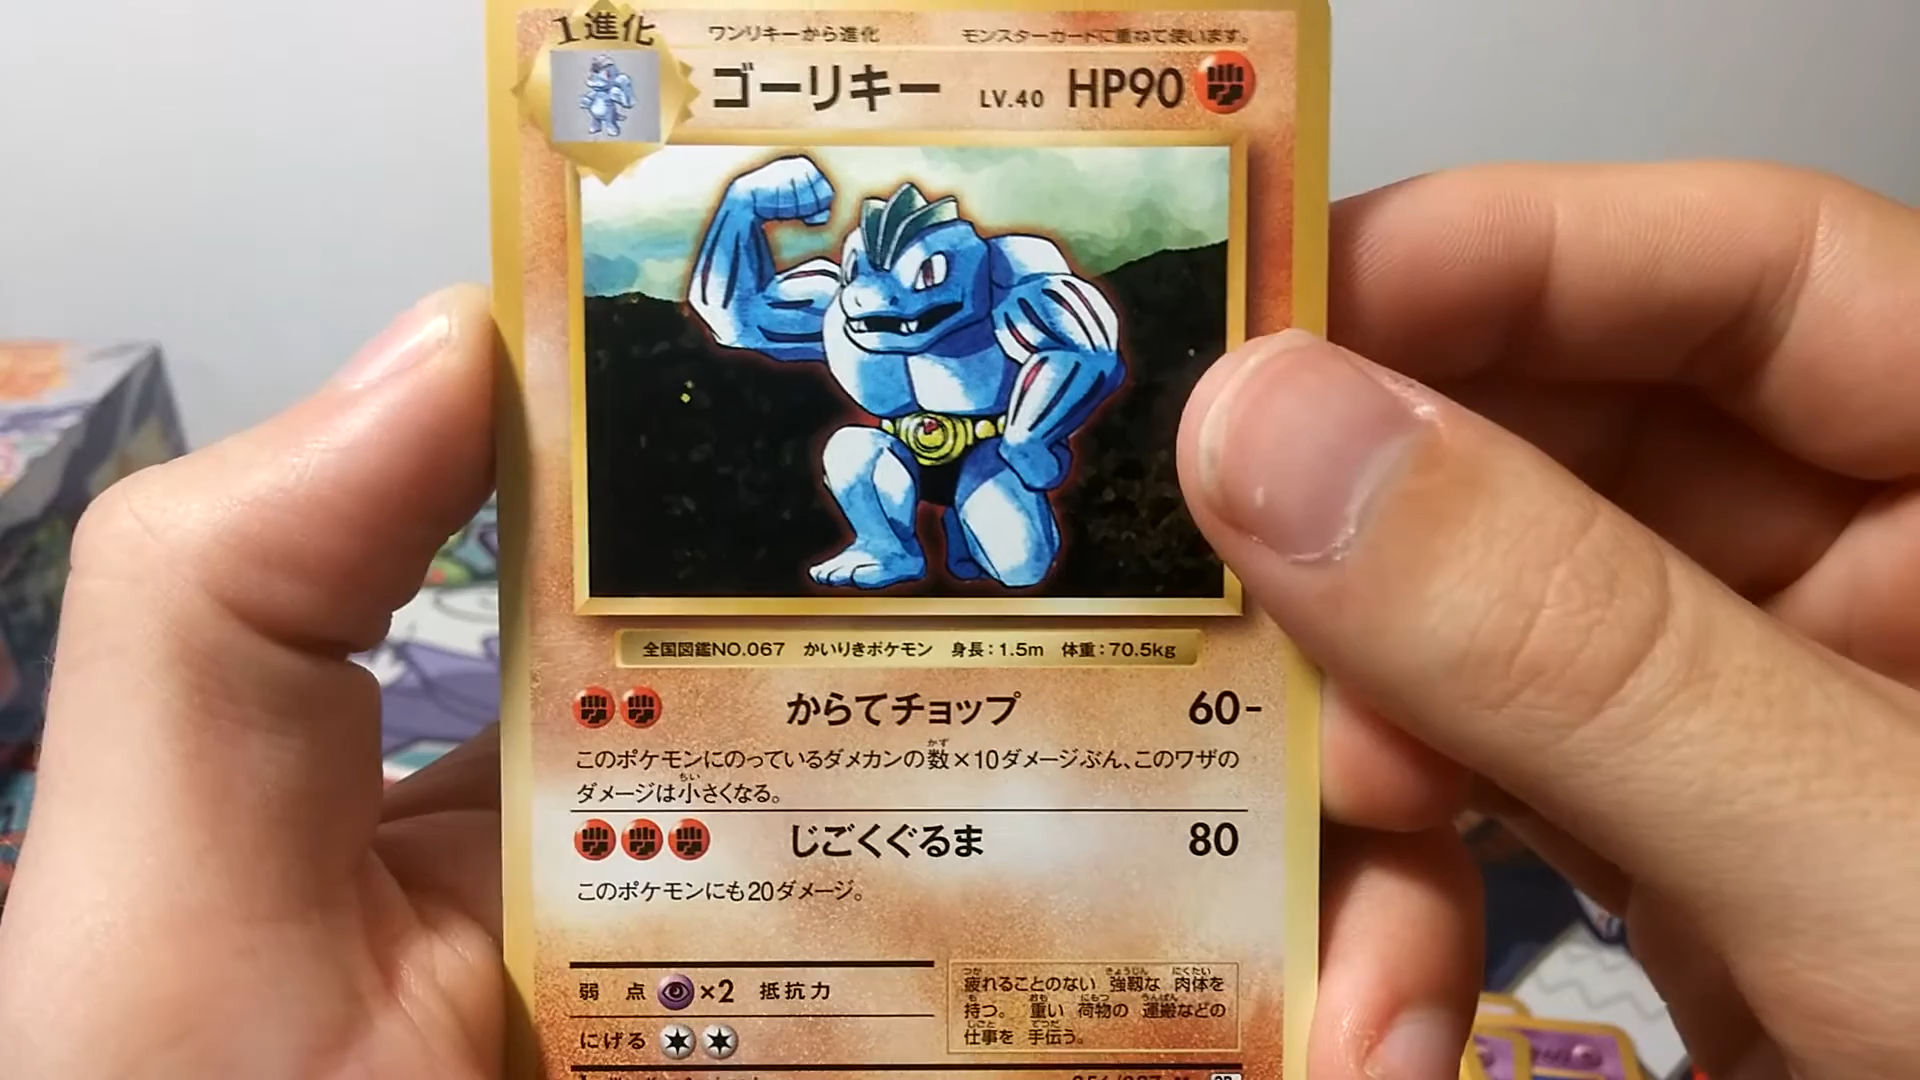 1進化
ワンリキーから進化 モンスターカードに重ねて使います。
ゴーリキー LV.40 HP90
全国図鑑NO.067 かいりきポケモン 身長:1.5m 体重:70.5kg
からてチョップ 60-
このポケモンにのっているダメカンの数×10ダメージぶん、このワザの
ダメージは小さくなる。
じごくぐるま 80
このポケモンにも20ダメージ。
弱点 ×2 抵抗力
にげる
疲れることのない 強靭な 肉体を
持つ。 重い 荷物の 運搬などの
仕事を 手伝う。